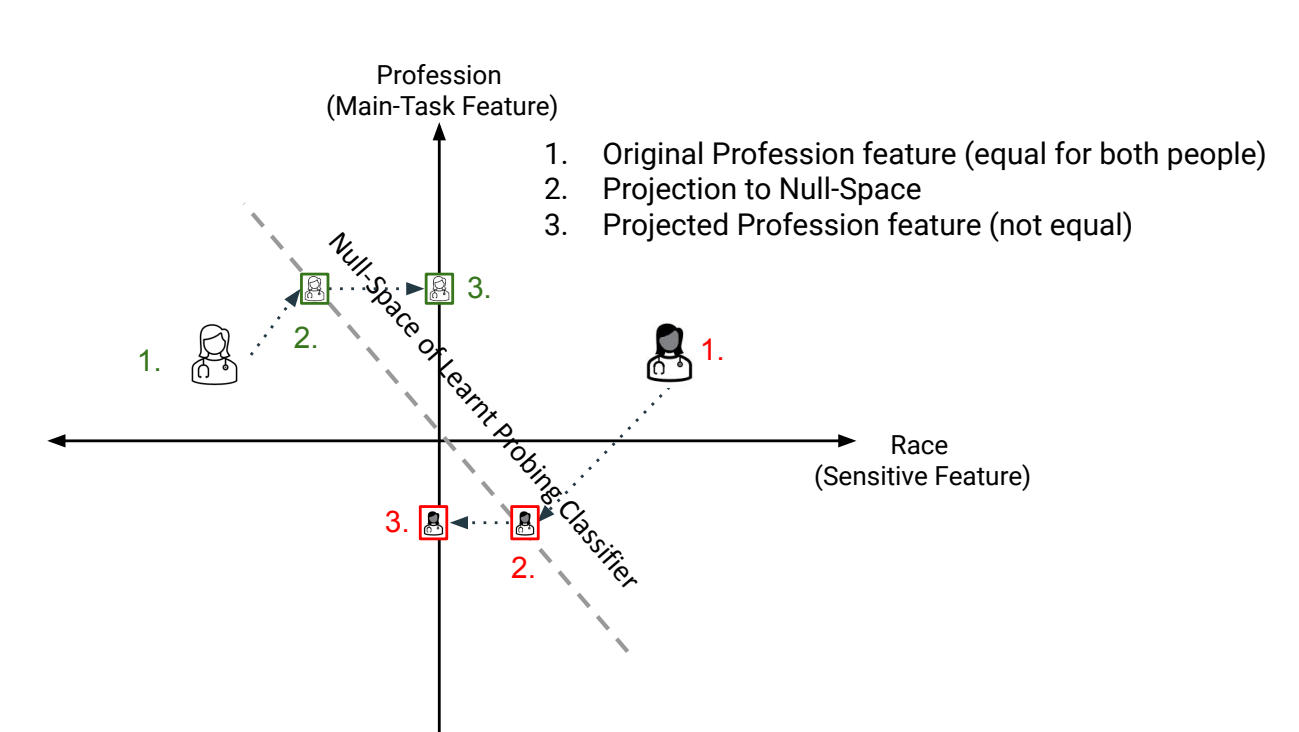 Profession
(Main-Task Feature)
1. Original Profession feature (equal for both people)
2. Projection to Null-Space
3. Projected Profession feature (not equal)
Null-Space of Learnt Probing Classifier
3.
2.
1.
1.
Race
(Sensitive Feature)
3.
2.